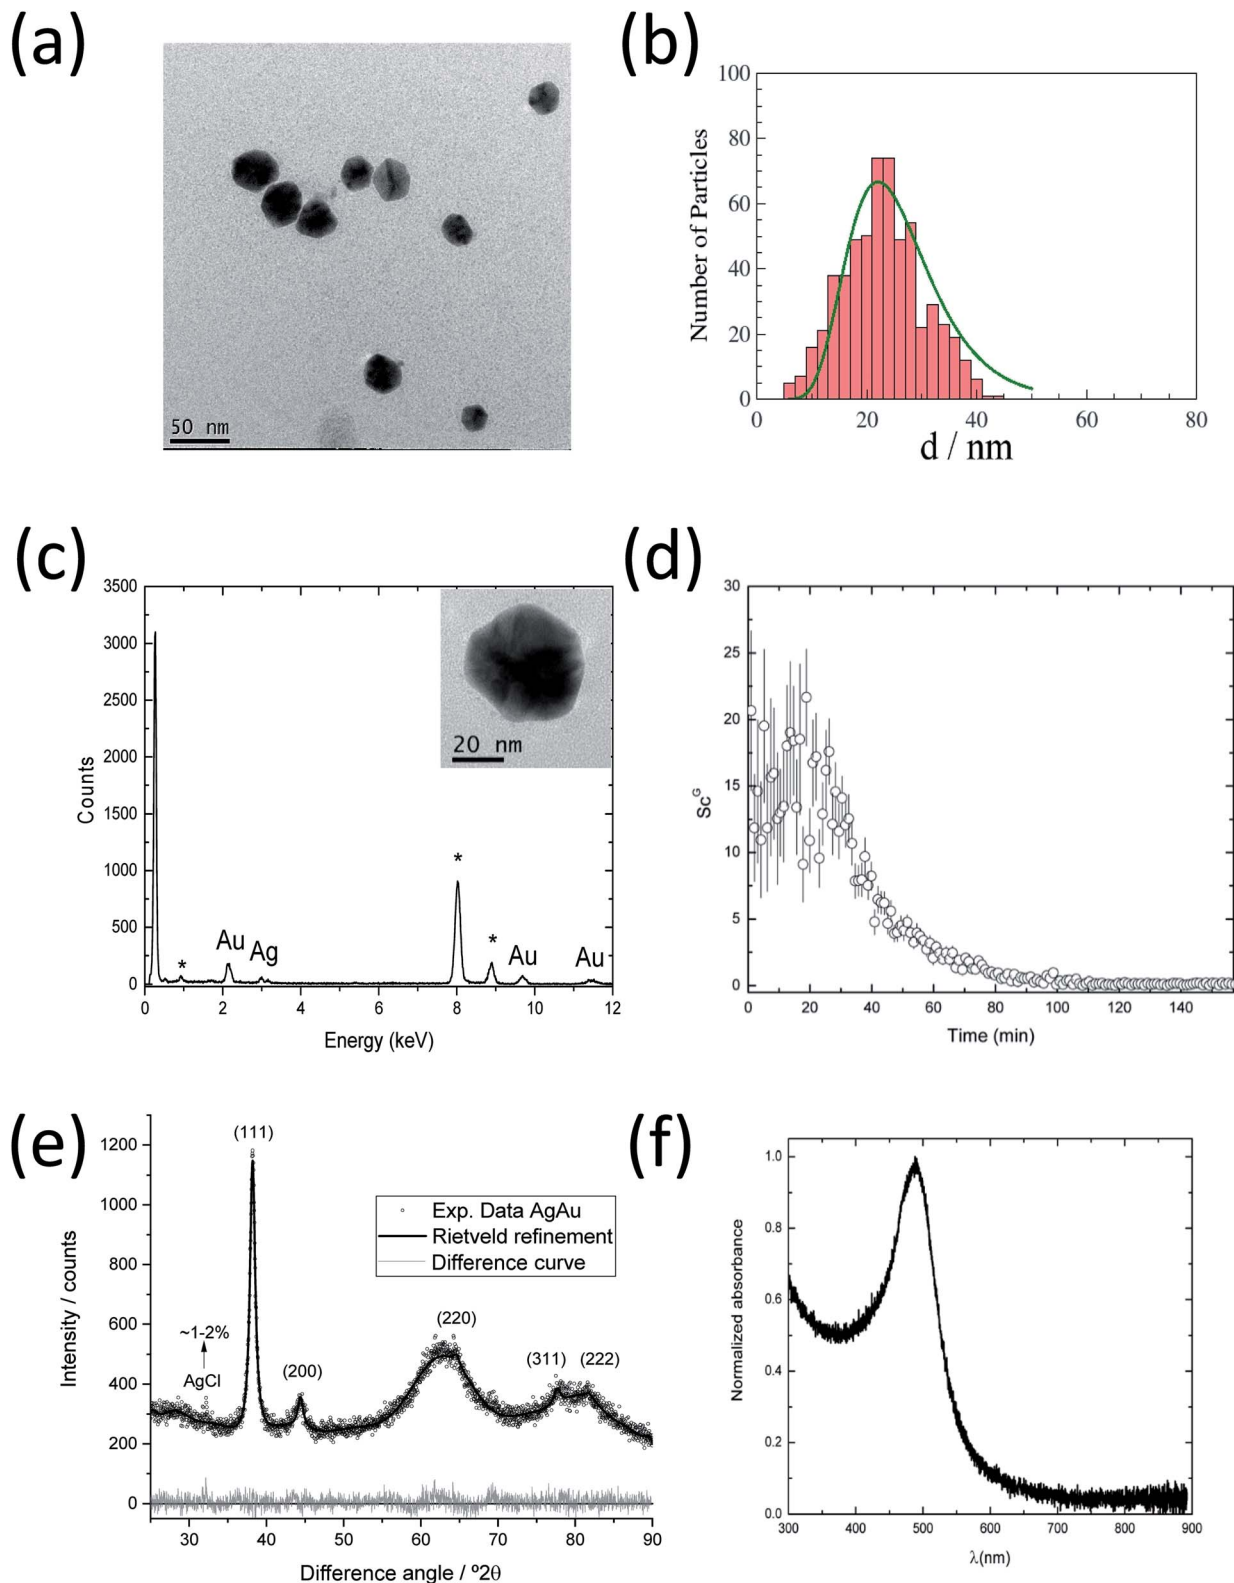 (a)
50 nm
(b)
100
80
60
40
20
0
Number of Particles
0 20 40 60 80
d / nm
(c)
3500
3000
2500
2000
1500
1000
500
0
Counts
20 nm
*
Au
Ag
*
*
Au
Au
0 2 4 6 8 10 12
Energy (keV)
(d)
30
25
20
15
10
5
0
Sc^G
0 20 40 60 80 100 120 140
Time (min)
(e)
1200
1000
800
600
400
200
0
Intensity / counts
(111)
Exp. Data AgAu
Rietveld refinement
Difference curve
~1-2%
AgCl
(200)
(220)
(311)
(222)
30 40 50 60 70 80 90
Difference angle / º2θ
(f)
1.0
0.8
0.6
0.4
0.2
0.0
Normalized absorbance
300 400 500 600 700 800 900
λ(nm)